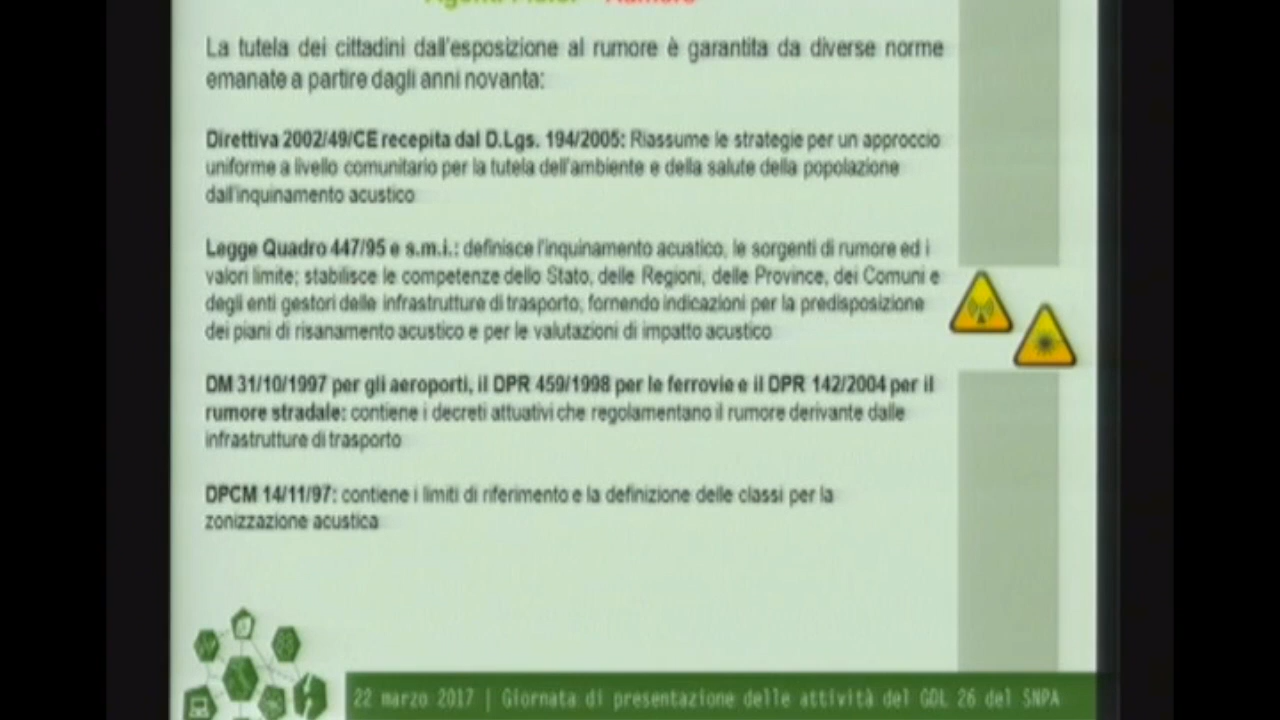 La tutela dei cittadini dall'esposizione al rumore è garantita da diverse norme
emanate a partire dagli anni novanta:
Direttiva 2002/49/CE recepita dal D.Lgs. 194/2005: Riassume le strategie per un approccio
uniforme a livello comunitario per la tutela dell'ambiente e della salute della popolazione
dall'inquinamento acustico
Legge Quadro 447/95 e s.m.i.: definisce l'inquinamento acustico, le sorgenti di rumore ed i
valori limite; stabilisce le competenze dello Stato, delle Regioni, delle Province, dei Comuni e
degli enti gestori delle infrastrutture di trasporto, fornendo indicazioni per la predisposizione
dei piani di risanamento acustico e per le valutazioni di impatto acustico
DM 31/10/1997 per gli aeroporti, il DPR 459/1998 per le ferrovie e il DPR 142/2004 per il
rumore stradale: contiene i decreti attuativi che regolamentano il rumore derivante dalle
infrastrutture di trasporto
DPCM 14/11/97: contiene i limiti di riferimento e la definizione delle classi per la
zonizzazione acustica
22 marzo 2017 | Giornata di presentazione delle attività del GDL 26 del SNPA